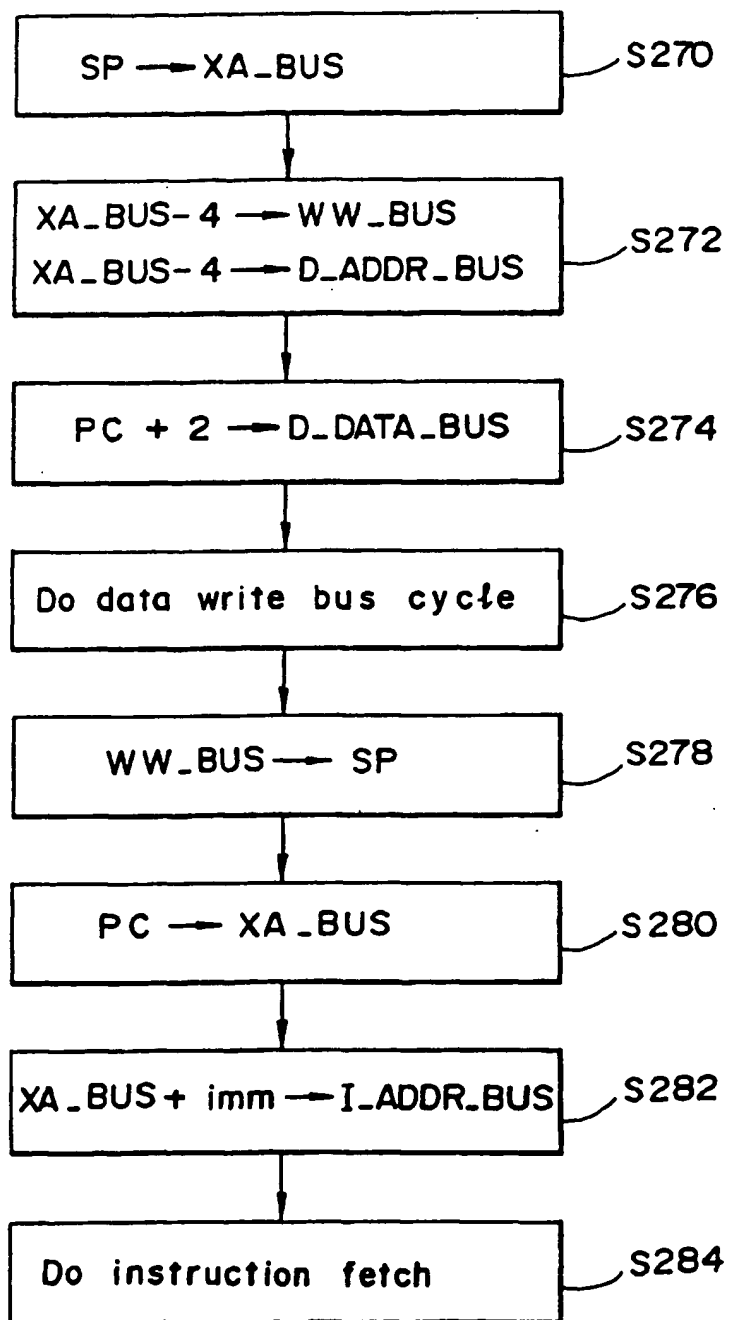 SP → XA_BUS
S270
XA_BUS-4 → WW_BUS
XA_BUS-4 → D_ADDR_BUS
S272
PC + 2 → D_DATA_BUS
S274
Do data write bus cycle
S276
WW_BUS → SP
S278
PC → XA_BUS
S280
XA_BUS + imm → I_ADDR_BUS
S282
Do instruction fetch
S284